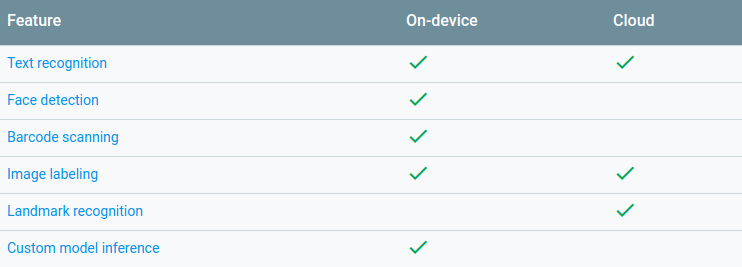 Feature On-device Cloud
Text recognition ✓ ✓
Face detection ✓
Barcode scanning ✓
Image labeling ✓ ✓
Landmark recognition ✓
Custom model inference ✓